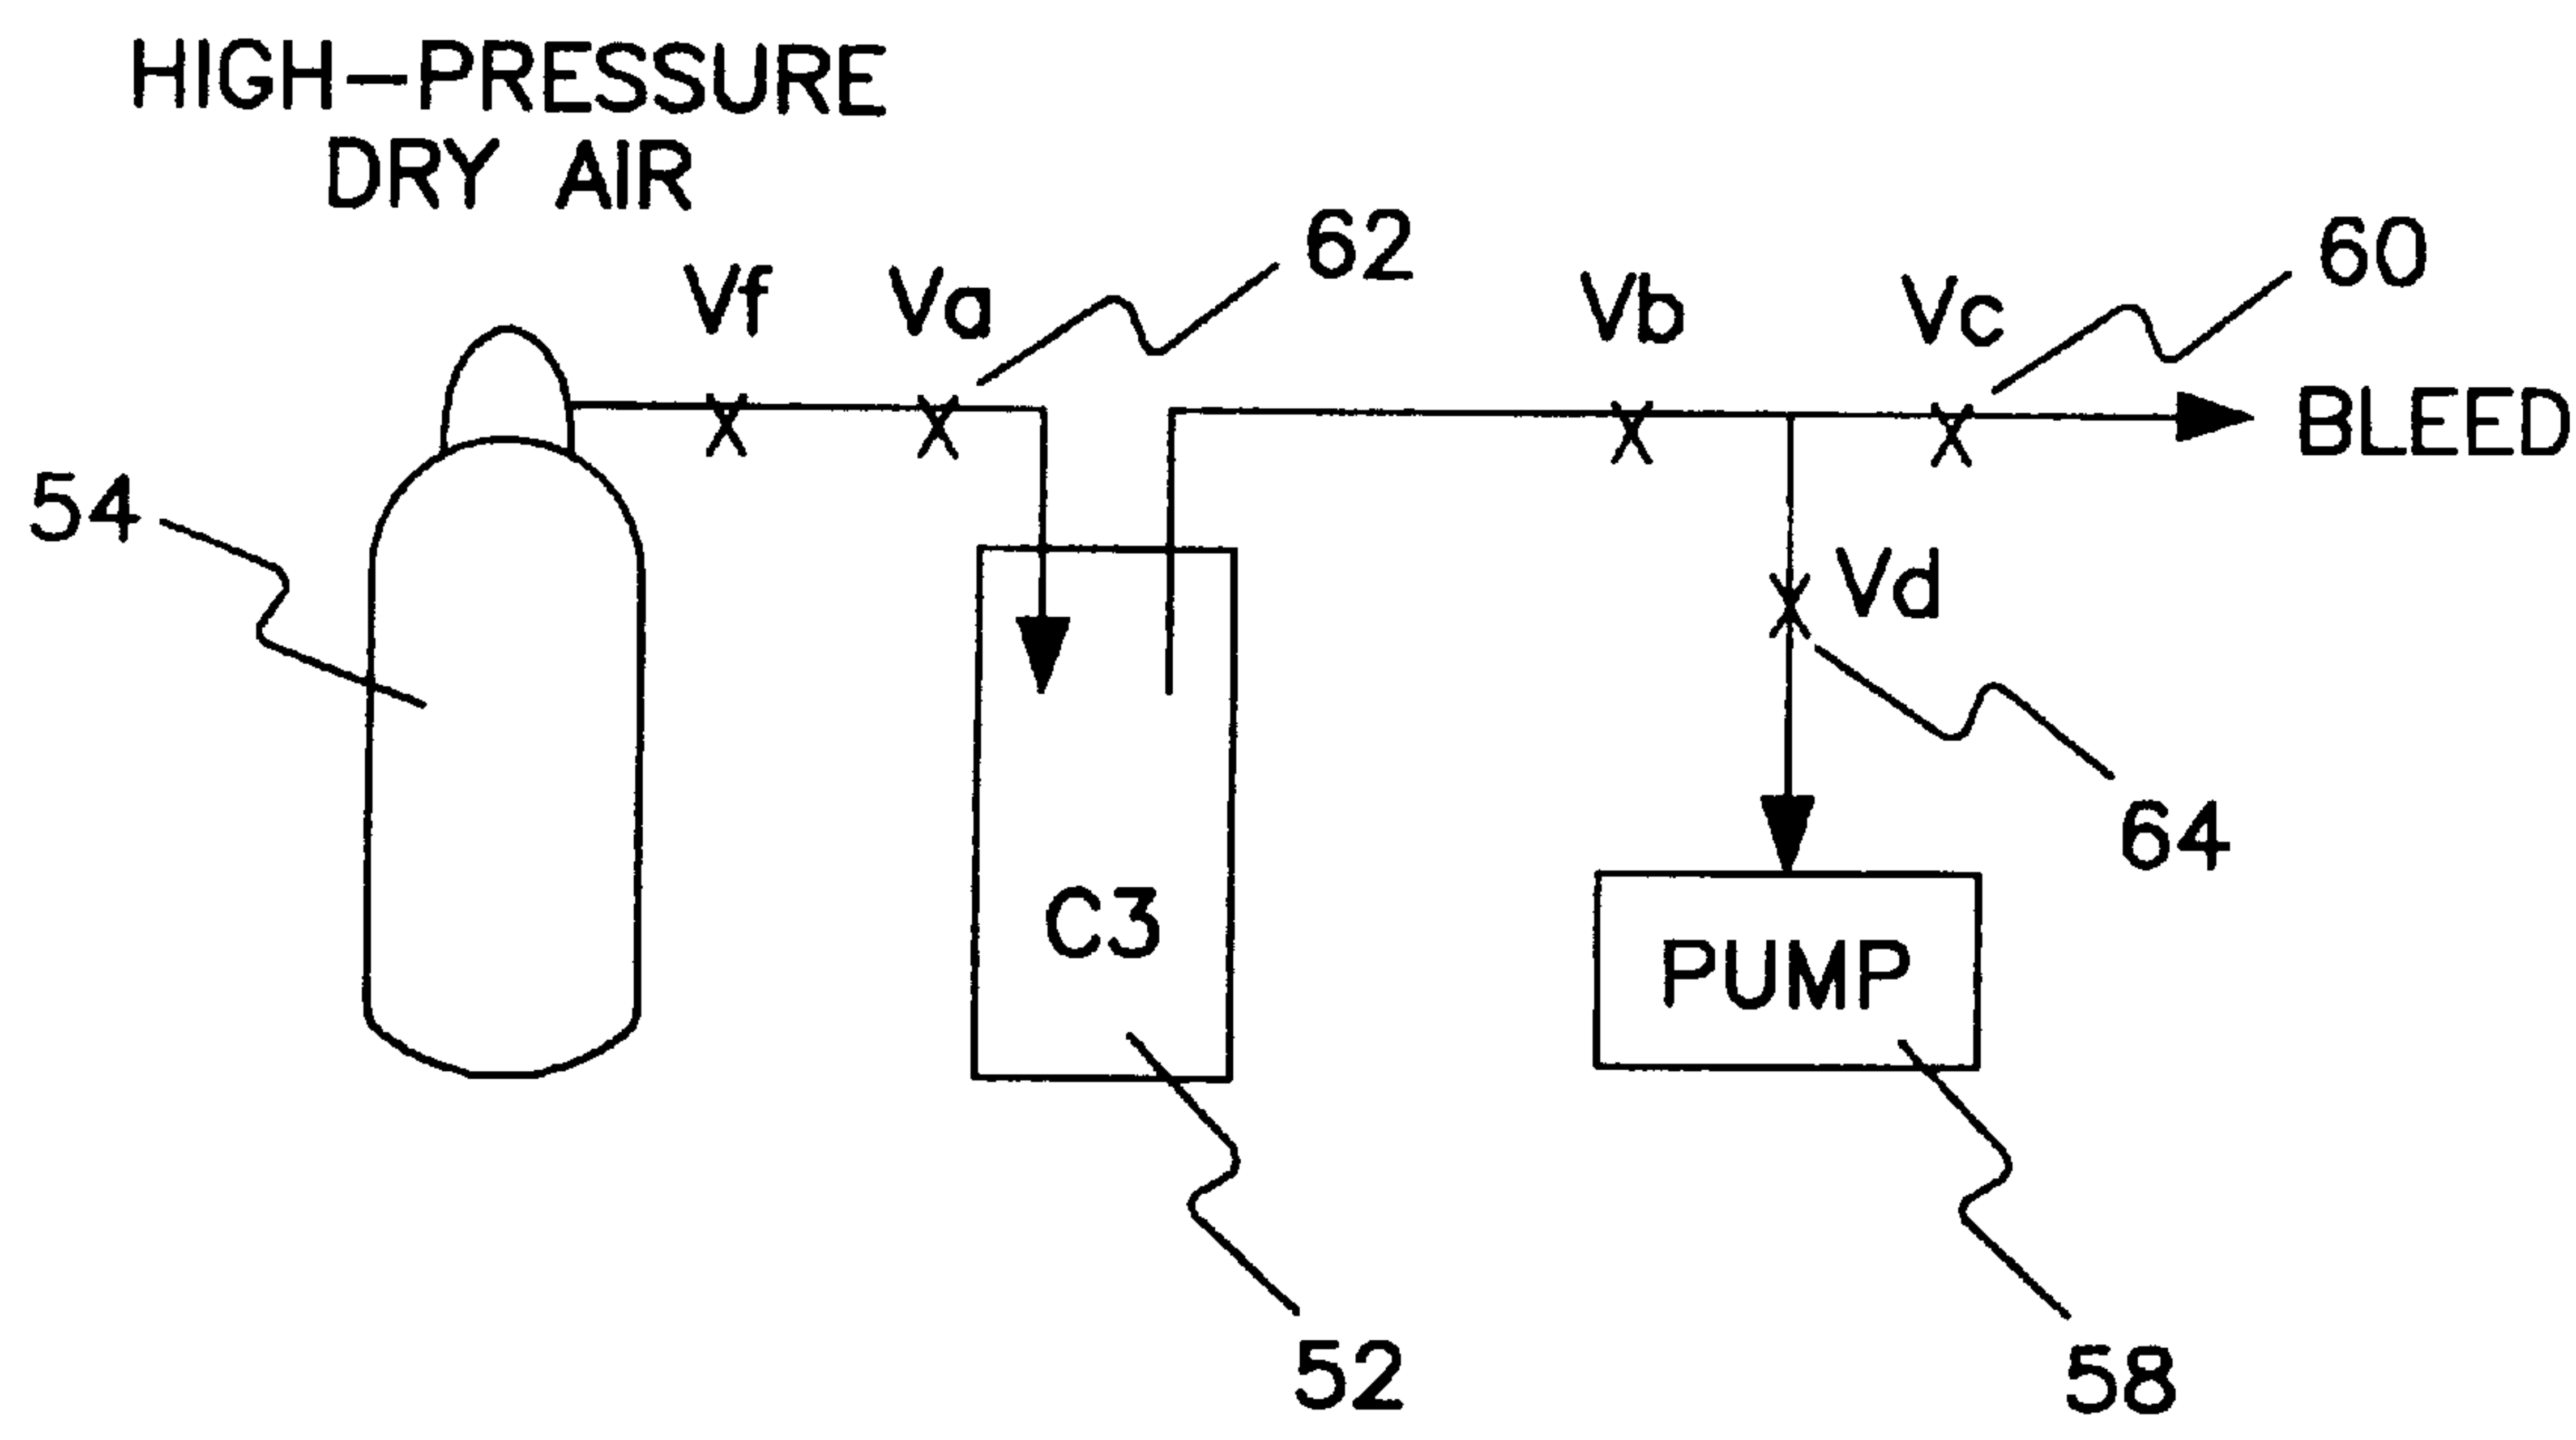 HIGH-PRESSURE
DRY AIR
62
60
Vf
Va
Vb
Vc
BLEED
54
Vd
64
C3
PUMP
52
58